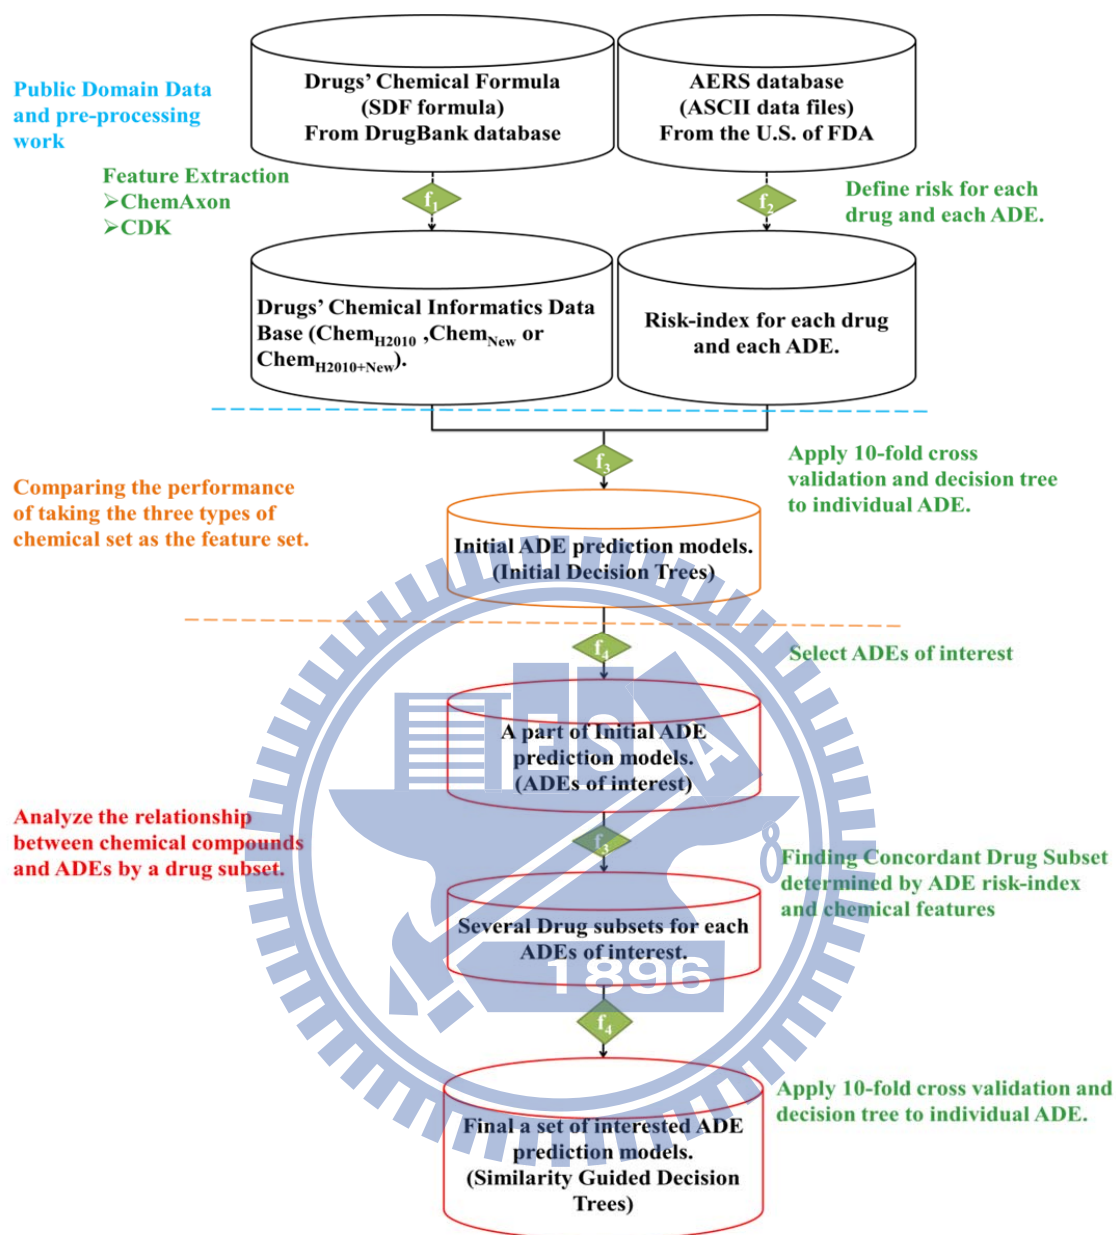 Drugs' Chemical Formula
(SDF formula)
From DrugBank database
AERS database
(ASCII data files)
From the U.S. of FDA
Public Domain Data
and pre-processing
work
Feature Extraction
➢ChemAxon
➢CDK
f1
f2
Define risk for each
drug and each ADE.
Drugs' Chemical Informatics Data
Base (ChemH2010 ,ChemNew or
ChemH2010+New).
Risk-index for each drug
and each ADE.
f3
Apply 10-fold cross
validation and decision tree
to individual ADE.
Comparing the performance
of taking the three types of
chemical set as the feature set.
Initial ADE prediction models.
(Initial Decision Trees)
f4
Select ADEs of interest
A part of Initial ADE
prediction models.
(ADEs of interest)
ESA
Analyze the relationship
between chemical compounds
and ADEs by a drug subset.
f3
8
Finding Concordant Drug Subset
determined by ADE risk-index
and chemical features
Several Drug subsets for each
ADEs of interest.
1896
f4
Apply 10-fold cross validation and
decision tree to individual ADE.
Final a set of interested ADE
prediction models.
(Similarity Guided Decision
Trees)